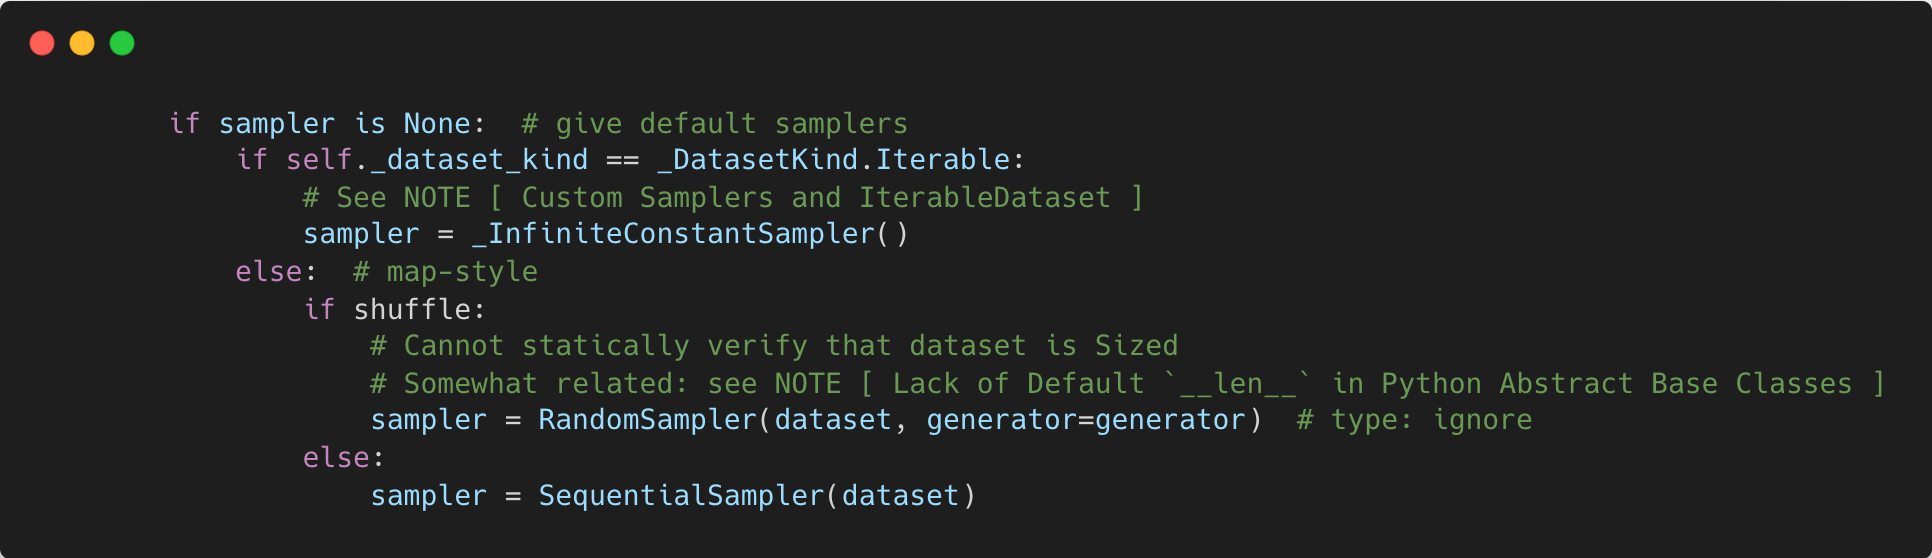 if sampler is None:  # give default samplers
    if self._dataset_kind == _DatasetKind.Iterable:
        # See NOTE [ Custom Samplers and IterableDataset ]
        sampler = _InfiniteConstantSampler()
    else:  # map-style
        if shuffle:
            # Cannot statically verify that dataset is Sized
            # Somewhat related: see NOTE [ Lack of Default `__len__` in Python Abstract Base Classes ]
            sampler = RandomSampler(dataset, generator=generator)  # type: ignore
        else:
            sampler = SequentialSampler(dataset)